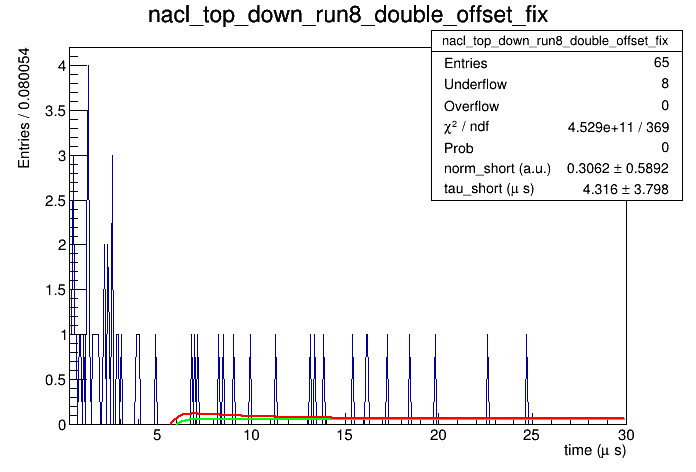 nacl_top_down_run8_double_offset_fix
nacl_top_down_run8_double_offset_fix
Entries 65
Underflow 8
Overflow 0
χ² / ndf 4.529e+11 / 369
Prob 0
norm_short (a.u.) 0.3062 ± 0.5892
tau_short (μ s) 4.316 ± 3.798
Entries / 0.080054
4
3.5
3
2.5
2
1.5
1
0.5
0
5 10 15 20 25 30
time (μ s)